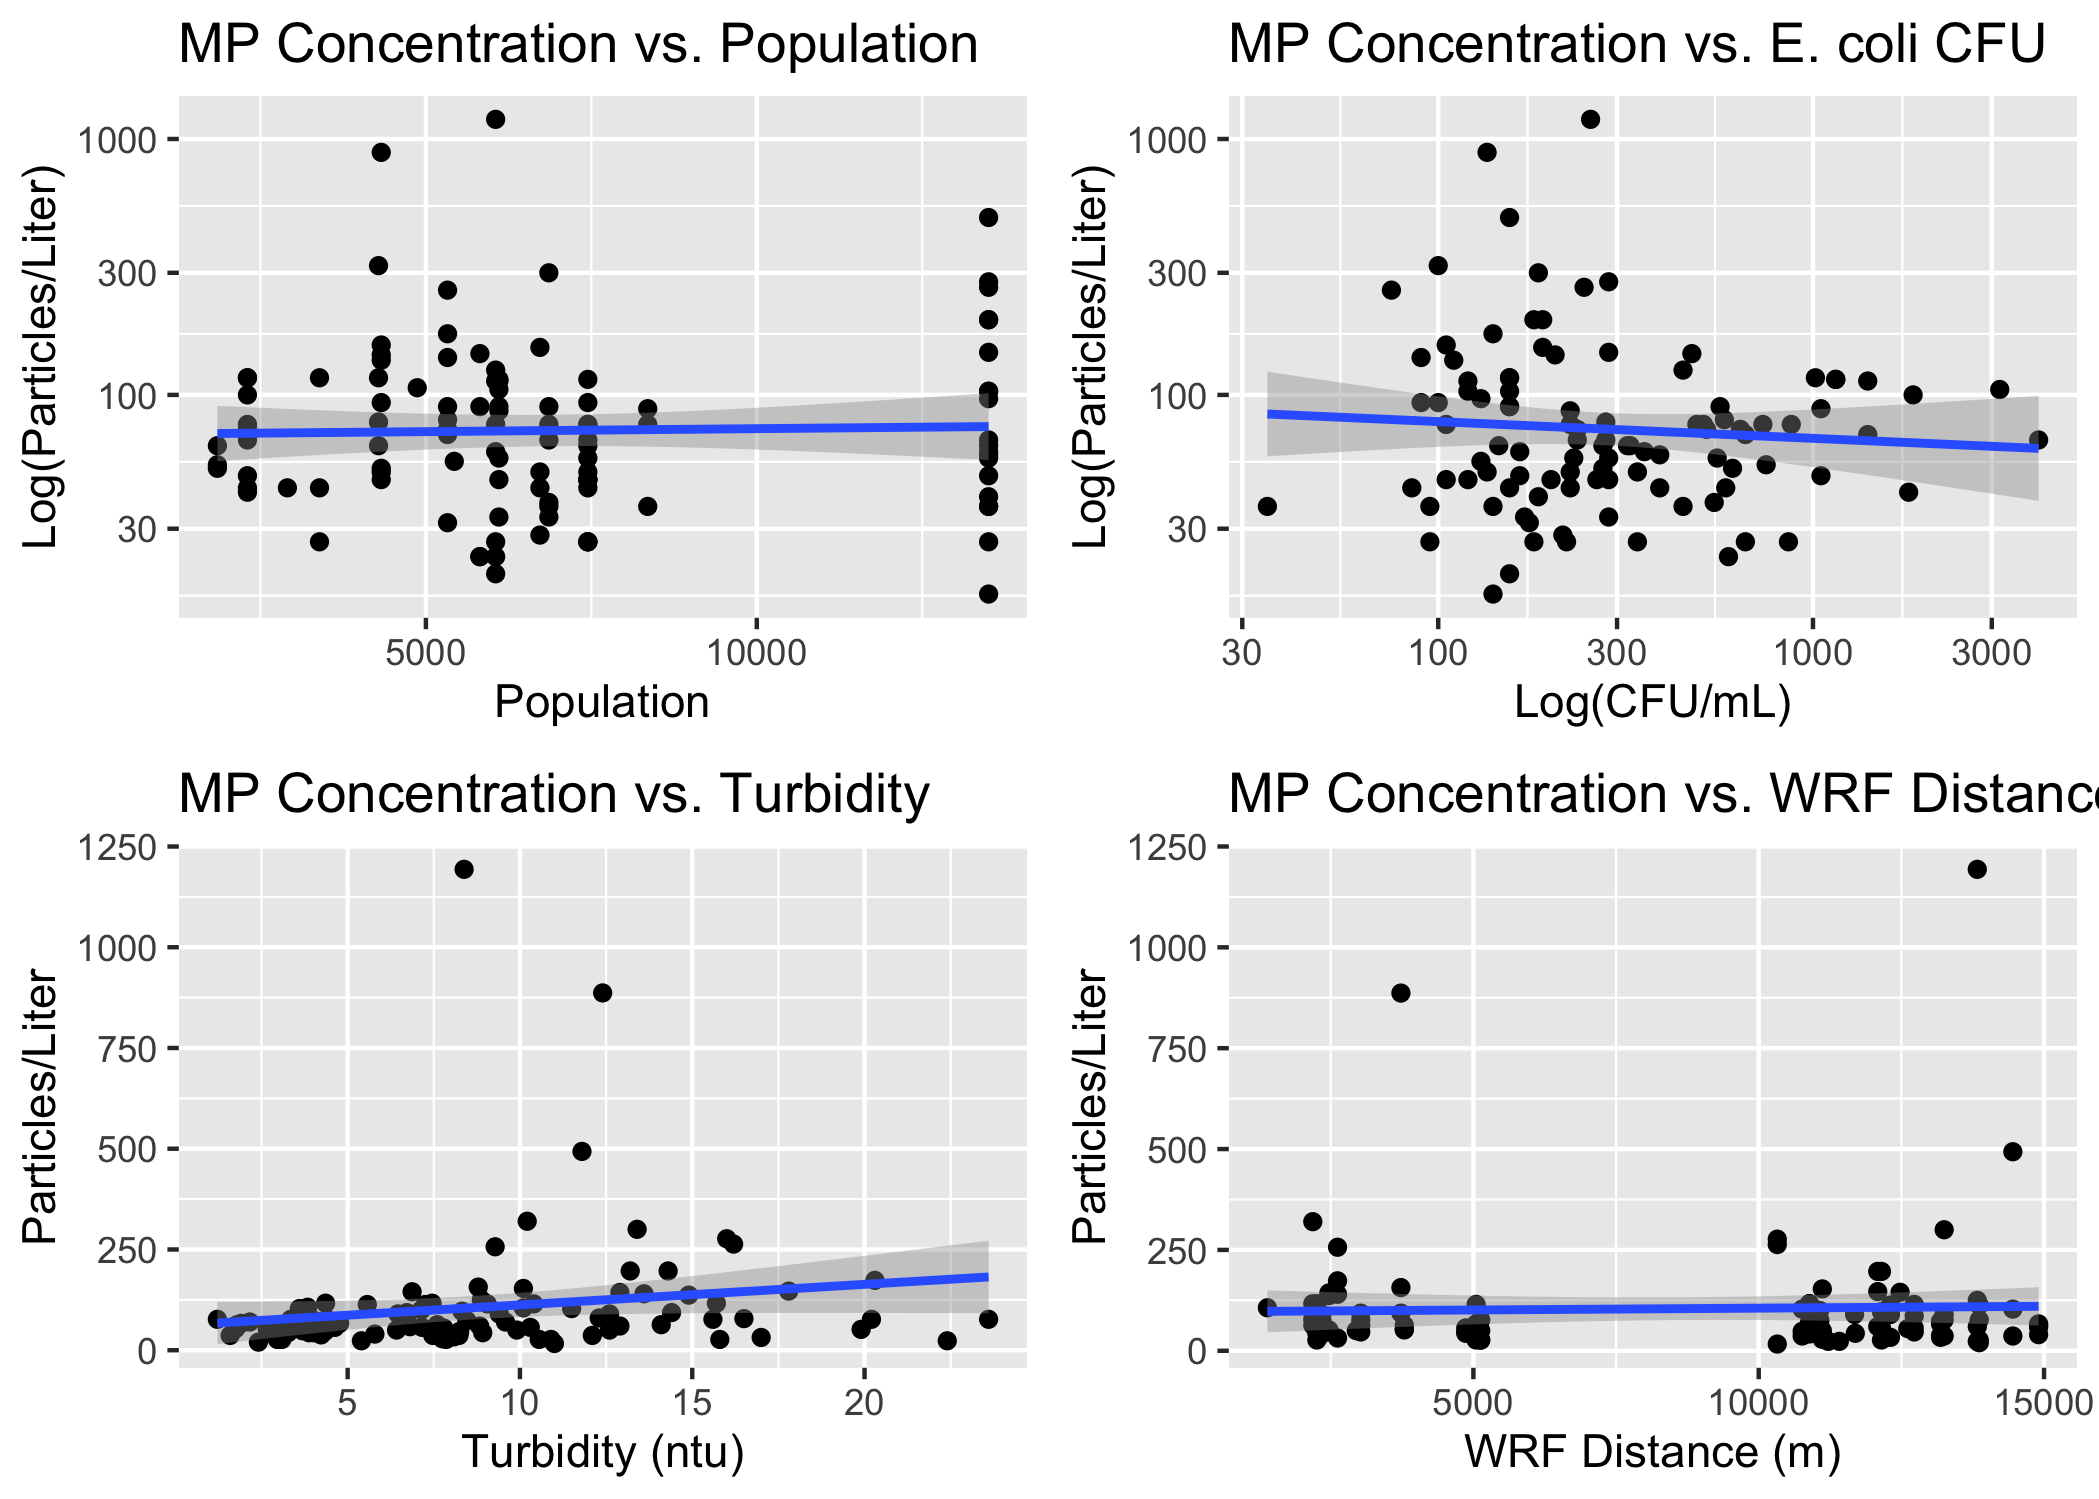 MP Concentration vs. Population
1000
300
100
30
Log(Particles/Liter)
5000 10000
Population
MP Concentration vs. E. coli CFU
1000
300
100
30
Log(Particles/Liter)
30 100 300 1000 3000
Log(CFU/mL)
MP Concentration vs. Turbidity
1250
1000
750
500
250
0
Particles/Liter
5 10 15 20
Turbidity (ntu)
MP Concentration vs. WRF Distanc
1250
1000
750
500
250
0
Particles/Liter
5000 10000 15000
WRF Distance (m)